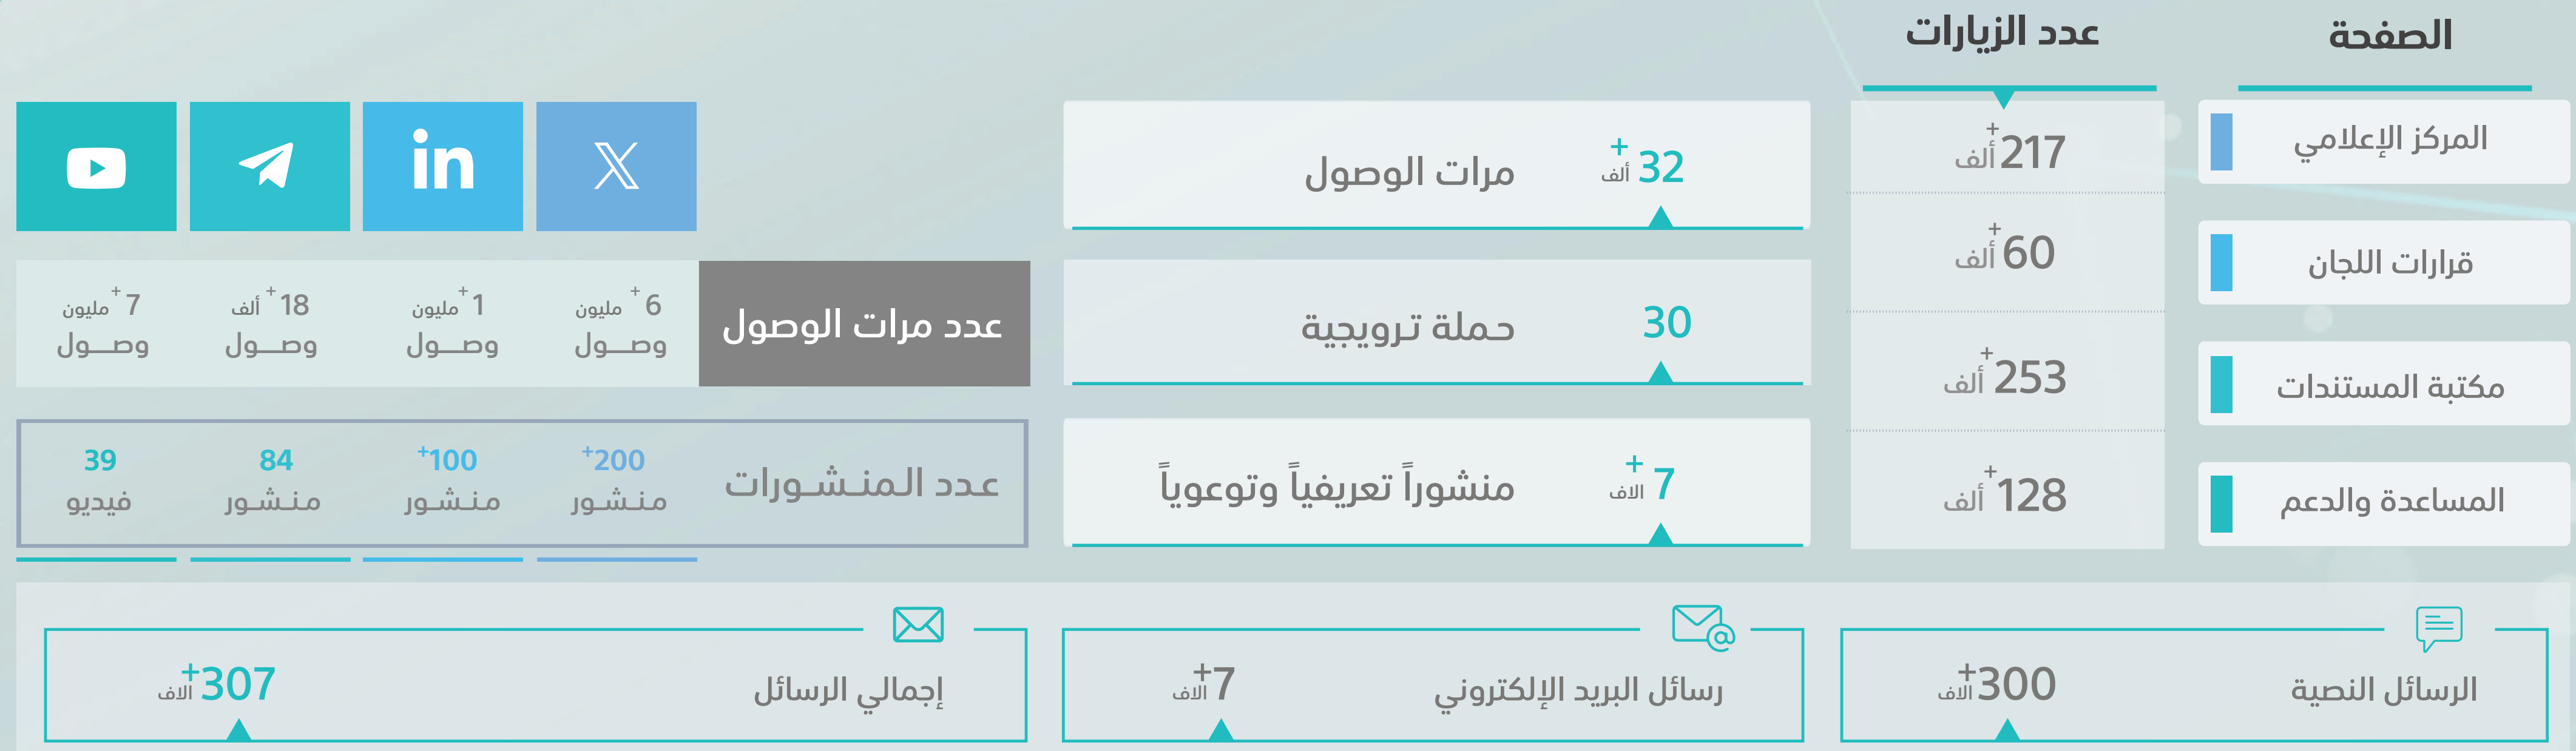 الصفحة
عدد الزيارات
المركز الإعلامي
217+ ألف
قرارات اللجان
60+ ألف
مكتبة المستندات
253+ ألف
المساعدة والدعم
128+ ألف
32+ ألف
مرات الوصول
30
حملة ترويجية
7+ الاف
منشوراً تعريفياً وتوعوياً
عدد مرات الوصول
6+ مليون
وصول
1+ مليون
وصول
18+ ألف
وصول
7+ مليون
وصول
عدد المنشورات
200+
منشور
100+
منشور
84
منشور
39
فيديو
الرسائل النصية
300+ الاف
رسائل البريد الإلكتروني
7+ الاف
إجمالي الرسائل
307+ الاف